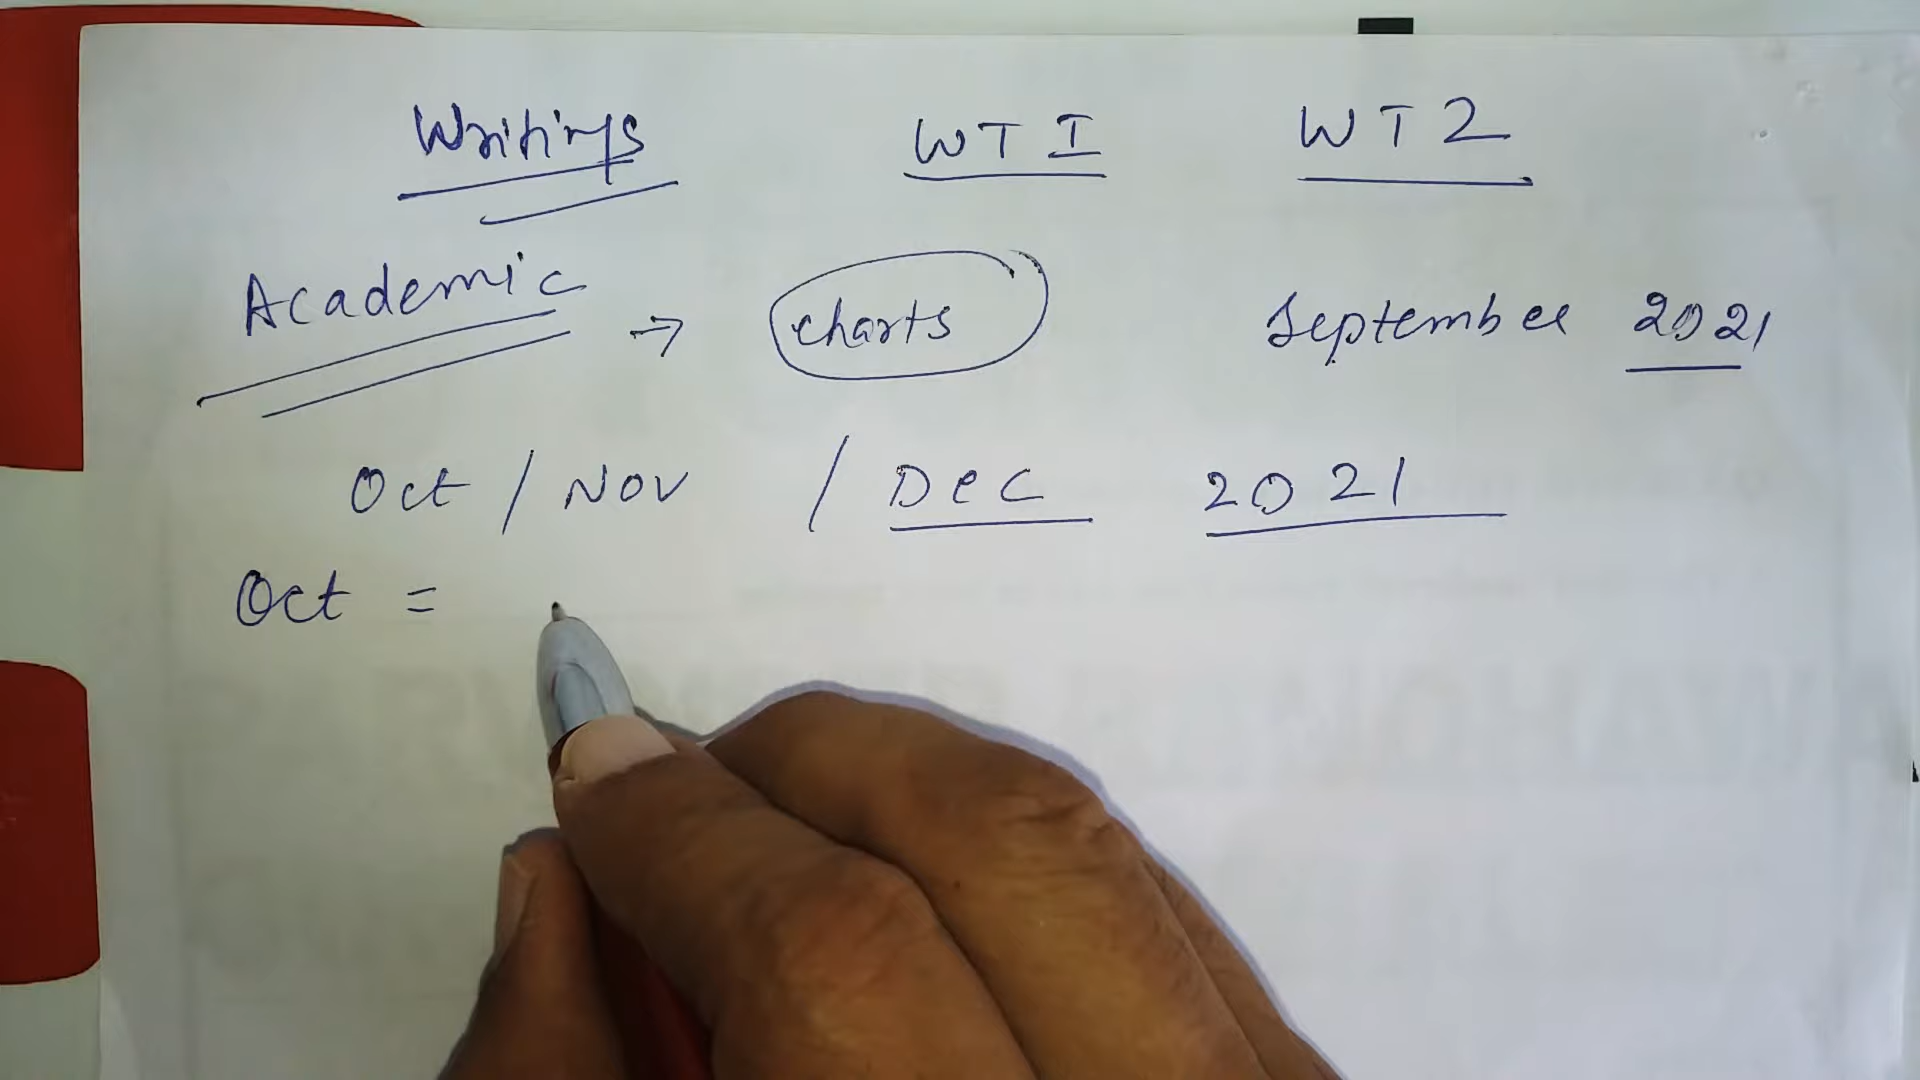 Writings WT I WT 2
Academic → charts September 2021
Oct / Nov / Dec 2021
Oct =